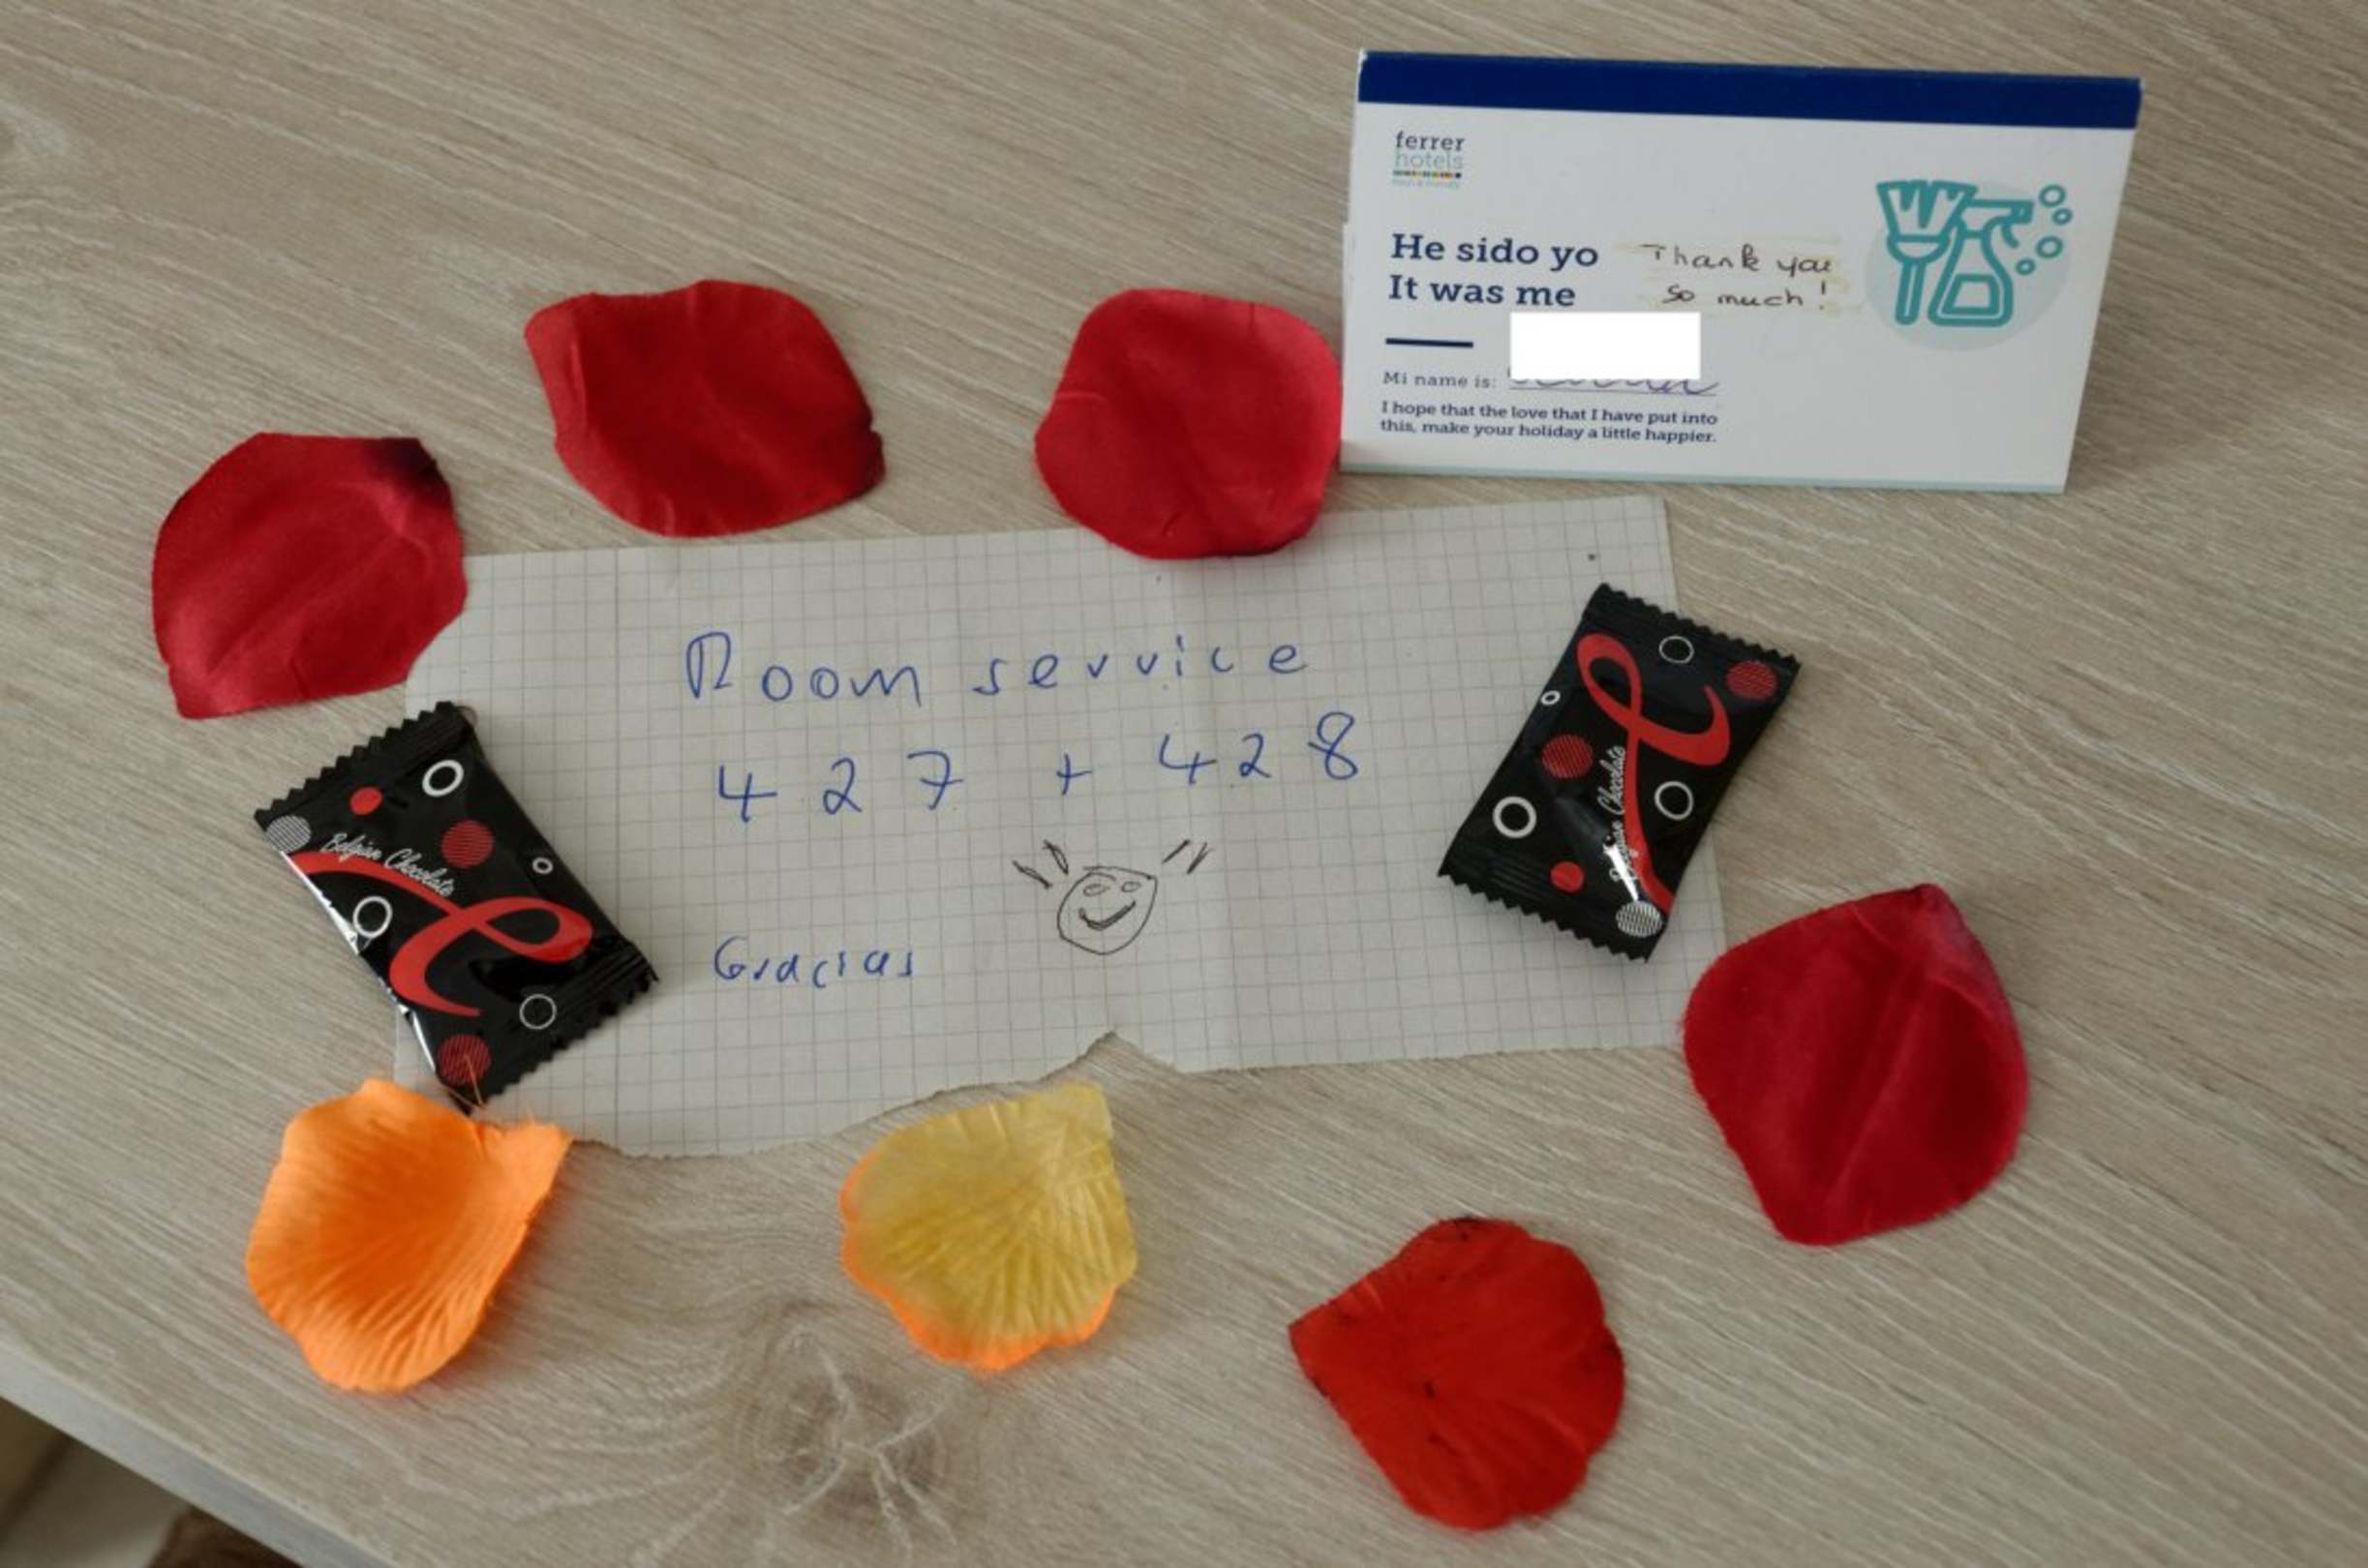 ferrer
hotels
He sido yo
It was me
Thank you
so much!
Mi name is:
I hope that the love that I have put into
this, make your holiday a little happier.
Room service
427 + 428
Gracias
Belgian Chocolate
Belgian Chocolate